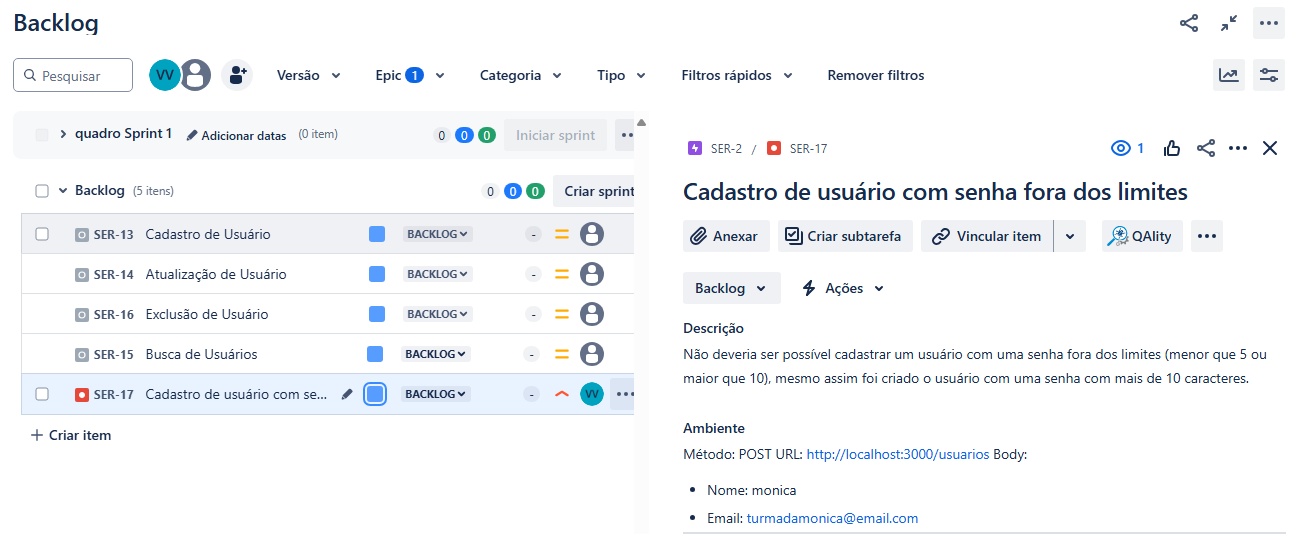 Backlog
Pesquisar
VV
Versão
Epic 1
Categoria
Tipo
Filtros rápidos
Remover filtros
quadro Sprint 1 Adicionar datas (0 item) 0 0 0 Iniciar sprint
Backlog (5 itens) 0 0 0 Criar sprint
SER-13 Cadastro de Usuário BACKLOG -
SER-14 Atualização de Usuário BACKLOG -
SER-16 Exclusão de Usuário BACKLOG -
SER-15 Busca de Usuários BACKLOG -
SER-17 Cadastro de usuário com se... BACKLOG - VV
+ Criar item
SER-2 / SER-17 1
Cadastro de usuário com senha fora dos limites
Anexar Criar subtarefa Vincular item QAlity
Backlog Ações
Descrição
Não deveria ser possível cadastrar um usuário com uma senha fora dos limites (menor que 5 ou
maior que 10), mesmo assim foi criado o usuário com uma senha com mais de 10 caracteres.
Ambiente
Método: POST URL: http://localhost:3000/usuarios Body:
• Nome: monica
• Email: turmadamonica@email.com